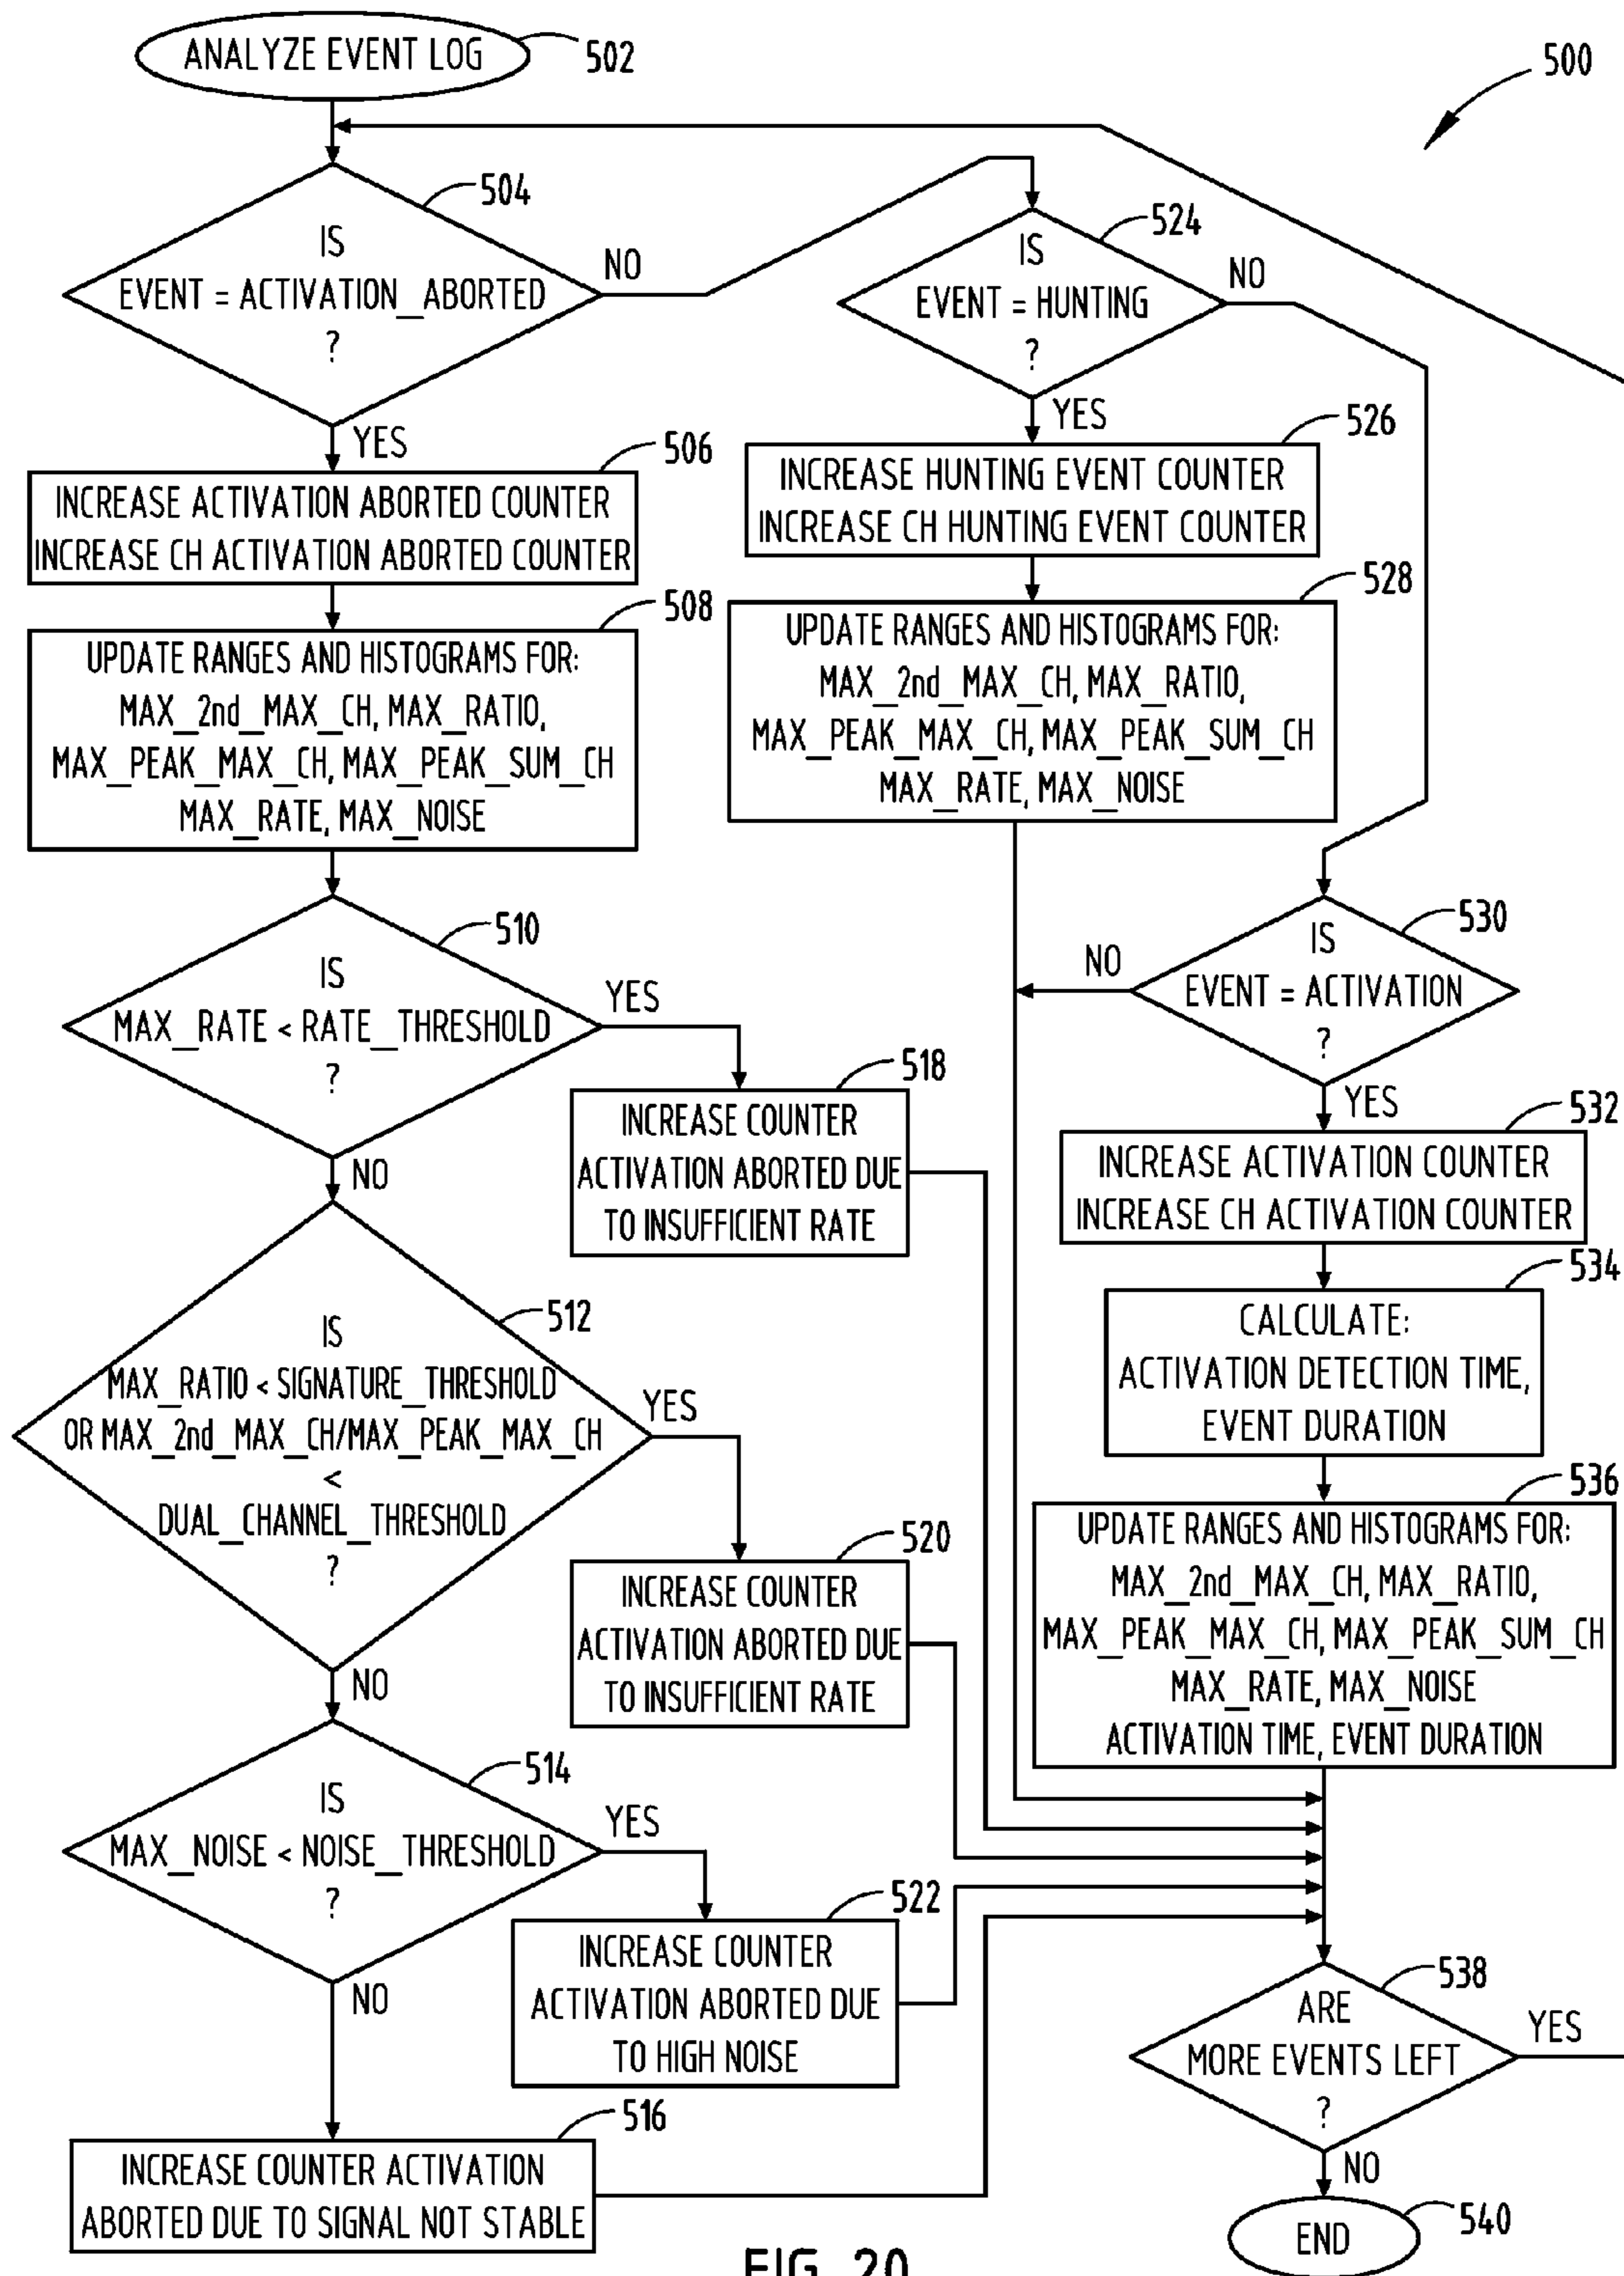 ANALYZE EVENT LOG
502
500
IS
EVENT = ACTIVATION_ABORTED
?
504
NO
YES
INCREASE ACTIVATION ABORTED COUNTER
INCREASE CH ACTIVATION ABORTED COUNTER
506
UPDATE RANGES AND HISTOGRAMS FOR:
MAX_2nd_MAX_CH, MAX_RATIO,
MAX_PEAK_MAX_CH, MAX_PEAK_SUM_CH
MAX_RATE, MAX_NOISE
508
IS
MAX_RATE < RATE_THRESHOLD
?
510
YES
NO
INCREASE COUNTER
ACTIVATION ABORTED DUE
TO INSUFFICIENT RATE
518
IS
MAX_RATIO < SIGNATURE_THRESHOLD
OR MAX_2nd_MAX_CH/MAX_PEAK_MAX_CH
<
DUAL_CHANNEL_THRESHOLD
?
512
YES
NO
INCREASE COUNTER
ACTIVATION ABORTED DUE
TO INSUFFICIENT RATE
520
IS
MAX_NOISE < NOISE_THRESHOLD
?
514
YES
NO
INCREASE COUNTER
ACTIVATION ABORTED DUE
TO HIGH NOISE
522
INCREASE COUNTER ACTIVATION
ABORTED DUE TO SIGNAL NOT STABLE
516
IS
EVENT = HUNTING
?
524
NO
YES
INCREASE HUNTING EVENT COUNTER
INCREASE CH HUNTING EVENT COUNTER
526
UPDATE RANGES AND HISTOGRAMS FOR:
MAX_2nd_MAX_CH, MAX_RATIO,
MAX_PEAK_MAX_CH, MAX_PEAK_SUM_CH
MAX_RATE, MAX_NOISE
528
IS
EVENT = ACTIVATION
?
530
NO
YES
INCREASE ACTIVATION COUNTER
INCREASE CH ACTIVATION COUNTER
532
CALCULATE:
ACTIVATION DETECTION TIME,
EVENT DURATION
534
UPDATE RANGES AND HISTOGRAMS FOR:
MAX_2nd_MAX_CH, MAX_RATIO,
MAX_PEAK_MAX_CH, MAX_PEAK_SUM_CH
MAX_RATE, MAX_NOISE
ACTIVATION TIME, EVENT DURATION
536
ARE
MORE EVENTS LEFT
?
538
YES
NO
END
540
FIG. 20